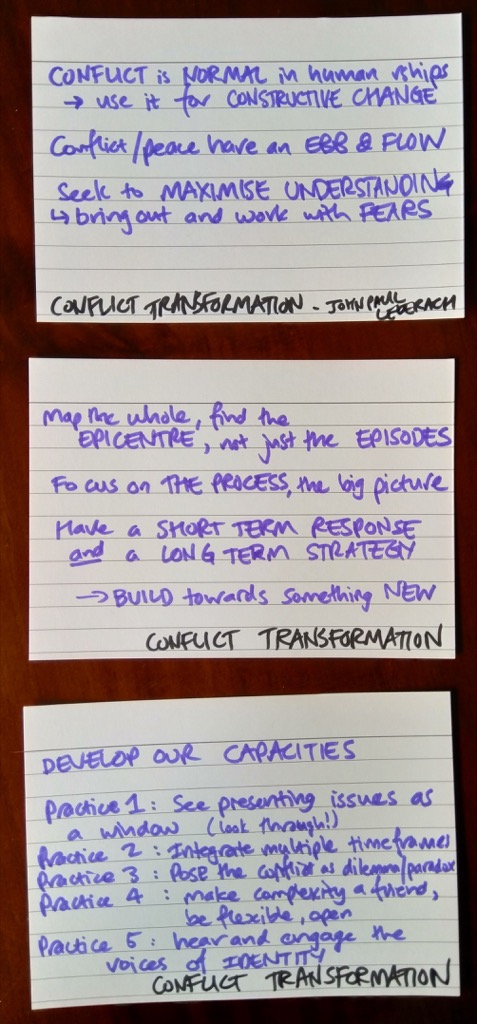 CONFLICT is NORMAL in human r/ships
→ use it for CONSTRUCTIVE CHANGE
Conflict/peace have an EBB & FLOW
Seek to MAXIMISE UNDERSTANDING
↳ bring out and work with FEARS
CONFLICT TRANSFORMATION - JOHN PAUL
LEDERACH
Map the whole, find the
EPICENTRE, not just the EPISODES
Focus on THE PROCESS, the big picture
Have a SHORT TERM RESPONSE
and a LONG TERM STRATEGY
→ BUILD towards something NEW
CONFLICT TRANSFORMATION
DEVELOP OUR CAPACITIES
Practice 1: See presenting issues as
a window (look through!)
Practice 2: Integrate multiple timeframes
Practice 3: Pose the conflict as dilemma/paradox
Practice 4: make complexity a friend,
be flexible, open
Practice 5: hear and engage the
voices of IDENTITY
CONFLICT TRANSFORMATION